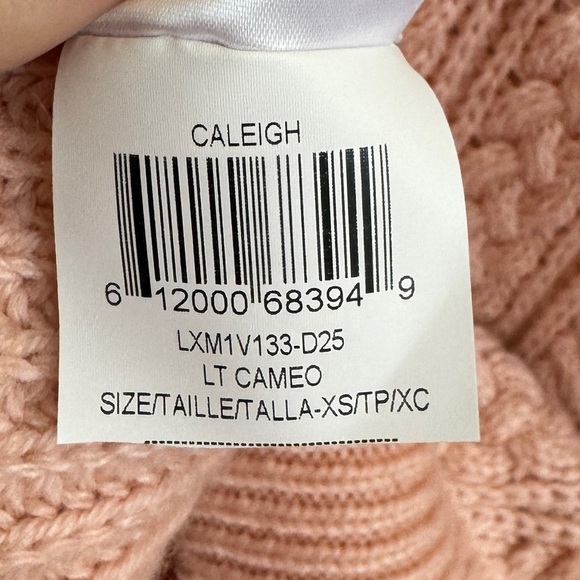 CALEIGH
6 12000 68394 9
LXM1V133-D25
LT CAMEO
SIZE/TAILLE/TALLA-XS/TP/XC